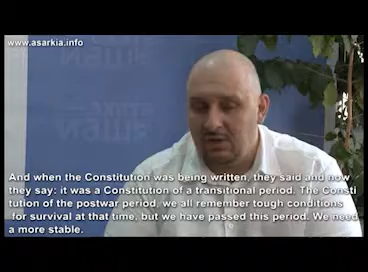 www.asarkia.info
And when the Constitution was being written, they said and now
they say: it was a Constitution of a transitional period. The Consti
tution of the postwar period, we all remember tough conditions
for survival at that time, but we have passed this period. We need
a more stable.